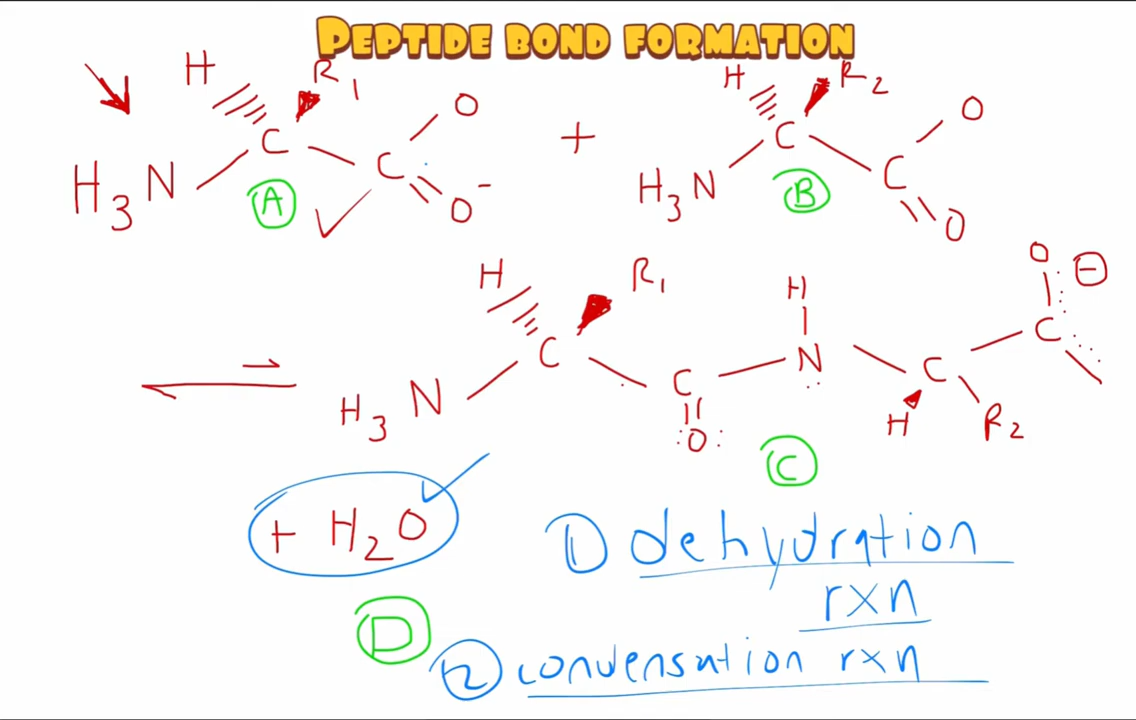 PEPTIDE BOND FORMATION
H R1 O H R2 O
H3N C C O - + H3N C C O
A B
H R1 H O -
H3N C C N C C
O H R2
C
+ H2O 1) dehydration
rxn
D
2 condensation rxn